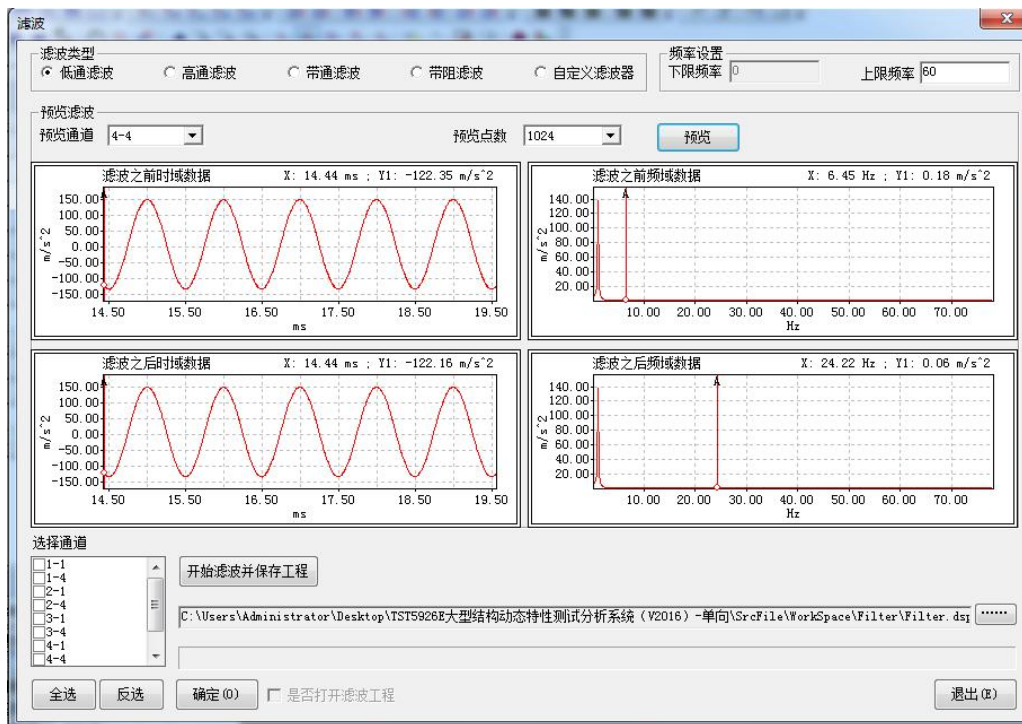 滤波
滤波类型
低通滤波 高通滤波 带通滤波 带阻滤波 自定义滤波器
频率设置
下限频率 0 上限频率 60
预览滤波
预览通道 4-4 预览点数 1024 预览
滤波之前时域数据 X: 14.44 ms ; Y1: -122.35 m/s^2
A
150.00
100.00
50.00
0.00
-50.00
-100.00
-150.00
m/s^2
14.50 15.50 16.50 17.50 18.50 19.50
ms
滤波之前频域数据 X: 6.45 Hz ; Y1: 0.18 m/s^2
A
140.00
120.00
100.00
80.00
60.00
40.00
20.00
m/s^2
10.00 20.00 30.00 40.00 50.00 60.00 70.00
Hz
滤波之后时域数据 X: 14.44 ms ; Y1: -122.16 m/s^2
A
150.00
100.00
50.00
0.00
-50.00
-100.00
-150.00
m/s^2
14.50 15.50 16.50 17.50 18.50 19.50
ms
滤波之后频域数据 X: 24.22 Hz ; Y1: 0.06 m/s^2
A
140.00
120.00
100.00
80.00
60.00
40.00
20.00
m/s^2
10.00 20.00 30.00 40.00 50.00 60.00 70.00
Hz
选择通道
1-1
1-4
2-1
2-4
3-1
3-4
4-1
4-4
开始滤波并保存工程
C:\Users\Administrator\Desktop\TST5926E大型结构动态特性测试分析系统（V2016）-单向\SrcFile\WorkSpace\Filter\Filter.dsp ......
全选 反选 确定(O) 是否打开滤波工程 退出(E)